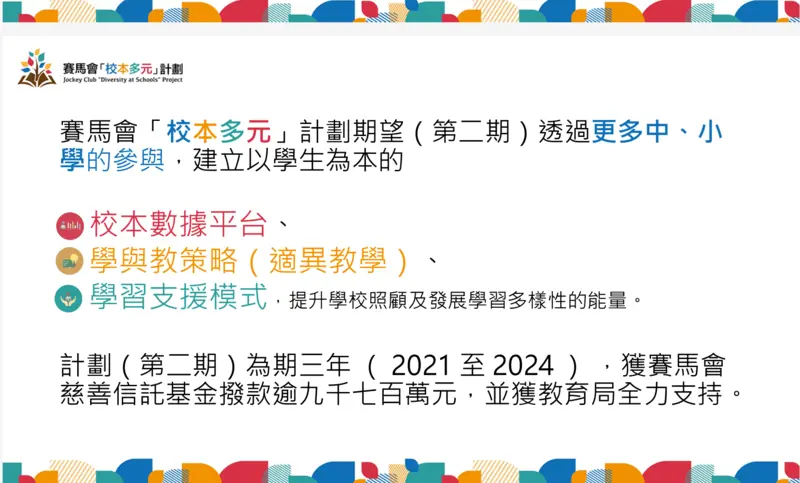 賽馬會「校本多元」計劃
Jockey Club "Diversity at Schools" Project
賽馬會「校本多元」計劃期望（第二期）透過更多中、小
學的參與，建立以學生為本的
校本數據平台、
學與教策略（適異教學）、
學習支援模式，提升學校照顧及發展學習多樣性的能量。
計劃（第二期）為期三年 （ 2021 至 2024 ），獲賽馬會
慈善信託基金撥款逾九千七百萬元，並獲教育局全力支持。